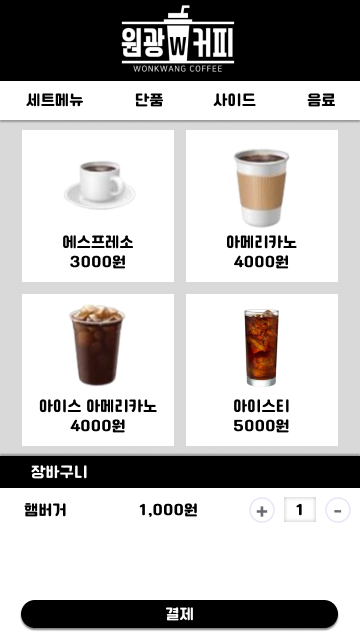 원광 W 커피
WONKWANG COFFEE
세트메뉴 단품 사이드 음료
에스프레소
3000원
아메리카노
4000원
아이스 아메리카노
4000원
아이스티
5000원
장바구니
햄버거 1,000원 + 1 -
결제